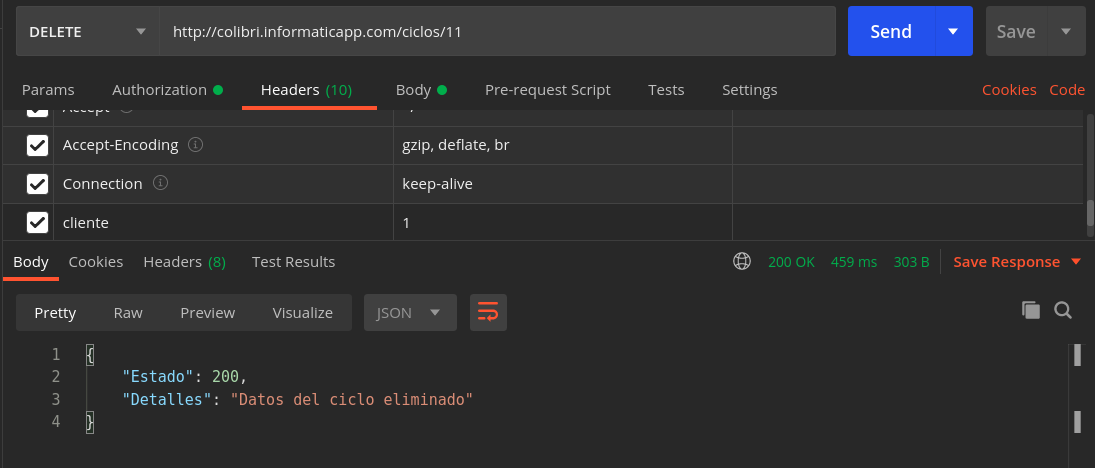 DELETE http://colibri.informaticapp.com/ciclos/11 Send Save
Params Authorization Headers (10) Body Pre-request Script Tests Settings Cookies Code
Accept
Accept-Encoding gzip, deflate, br
Connection keep-alive
cliente 1
Body Cookies Headers (8) Test Results 200 OK 459 ms 303 B Save Response
Pretty Raw Preview Visualize JSON
1 {
2 "Estado": 200,
3 "Detalles": "Datos del ciclo eliminado"
4 }